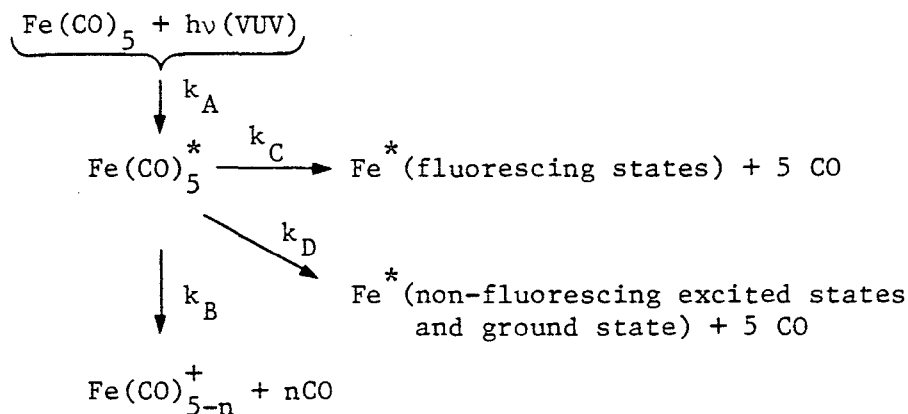 Fe(CO)5 + hν(VUV)
kA
Fe(CO)5* kC Fe*(fluorescing states) + 5 CO
kD
kB Fe*(non-fluorescing excited states
and ground state) + 5 CO
Fe(CO)+5-n + nCO